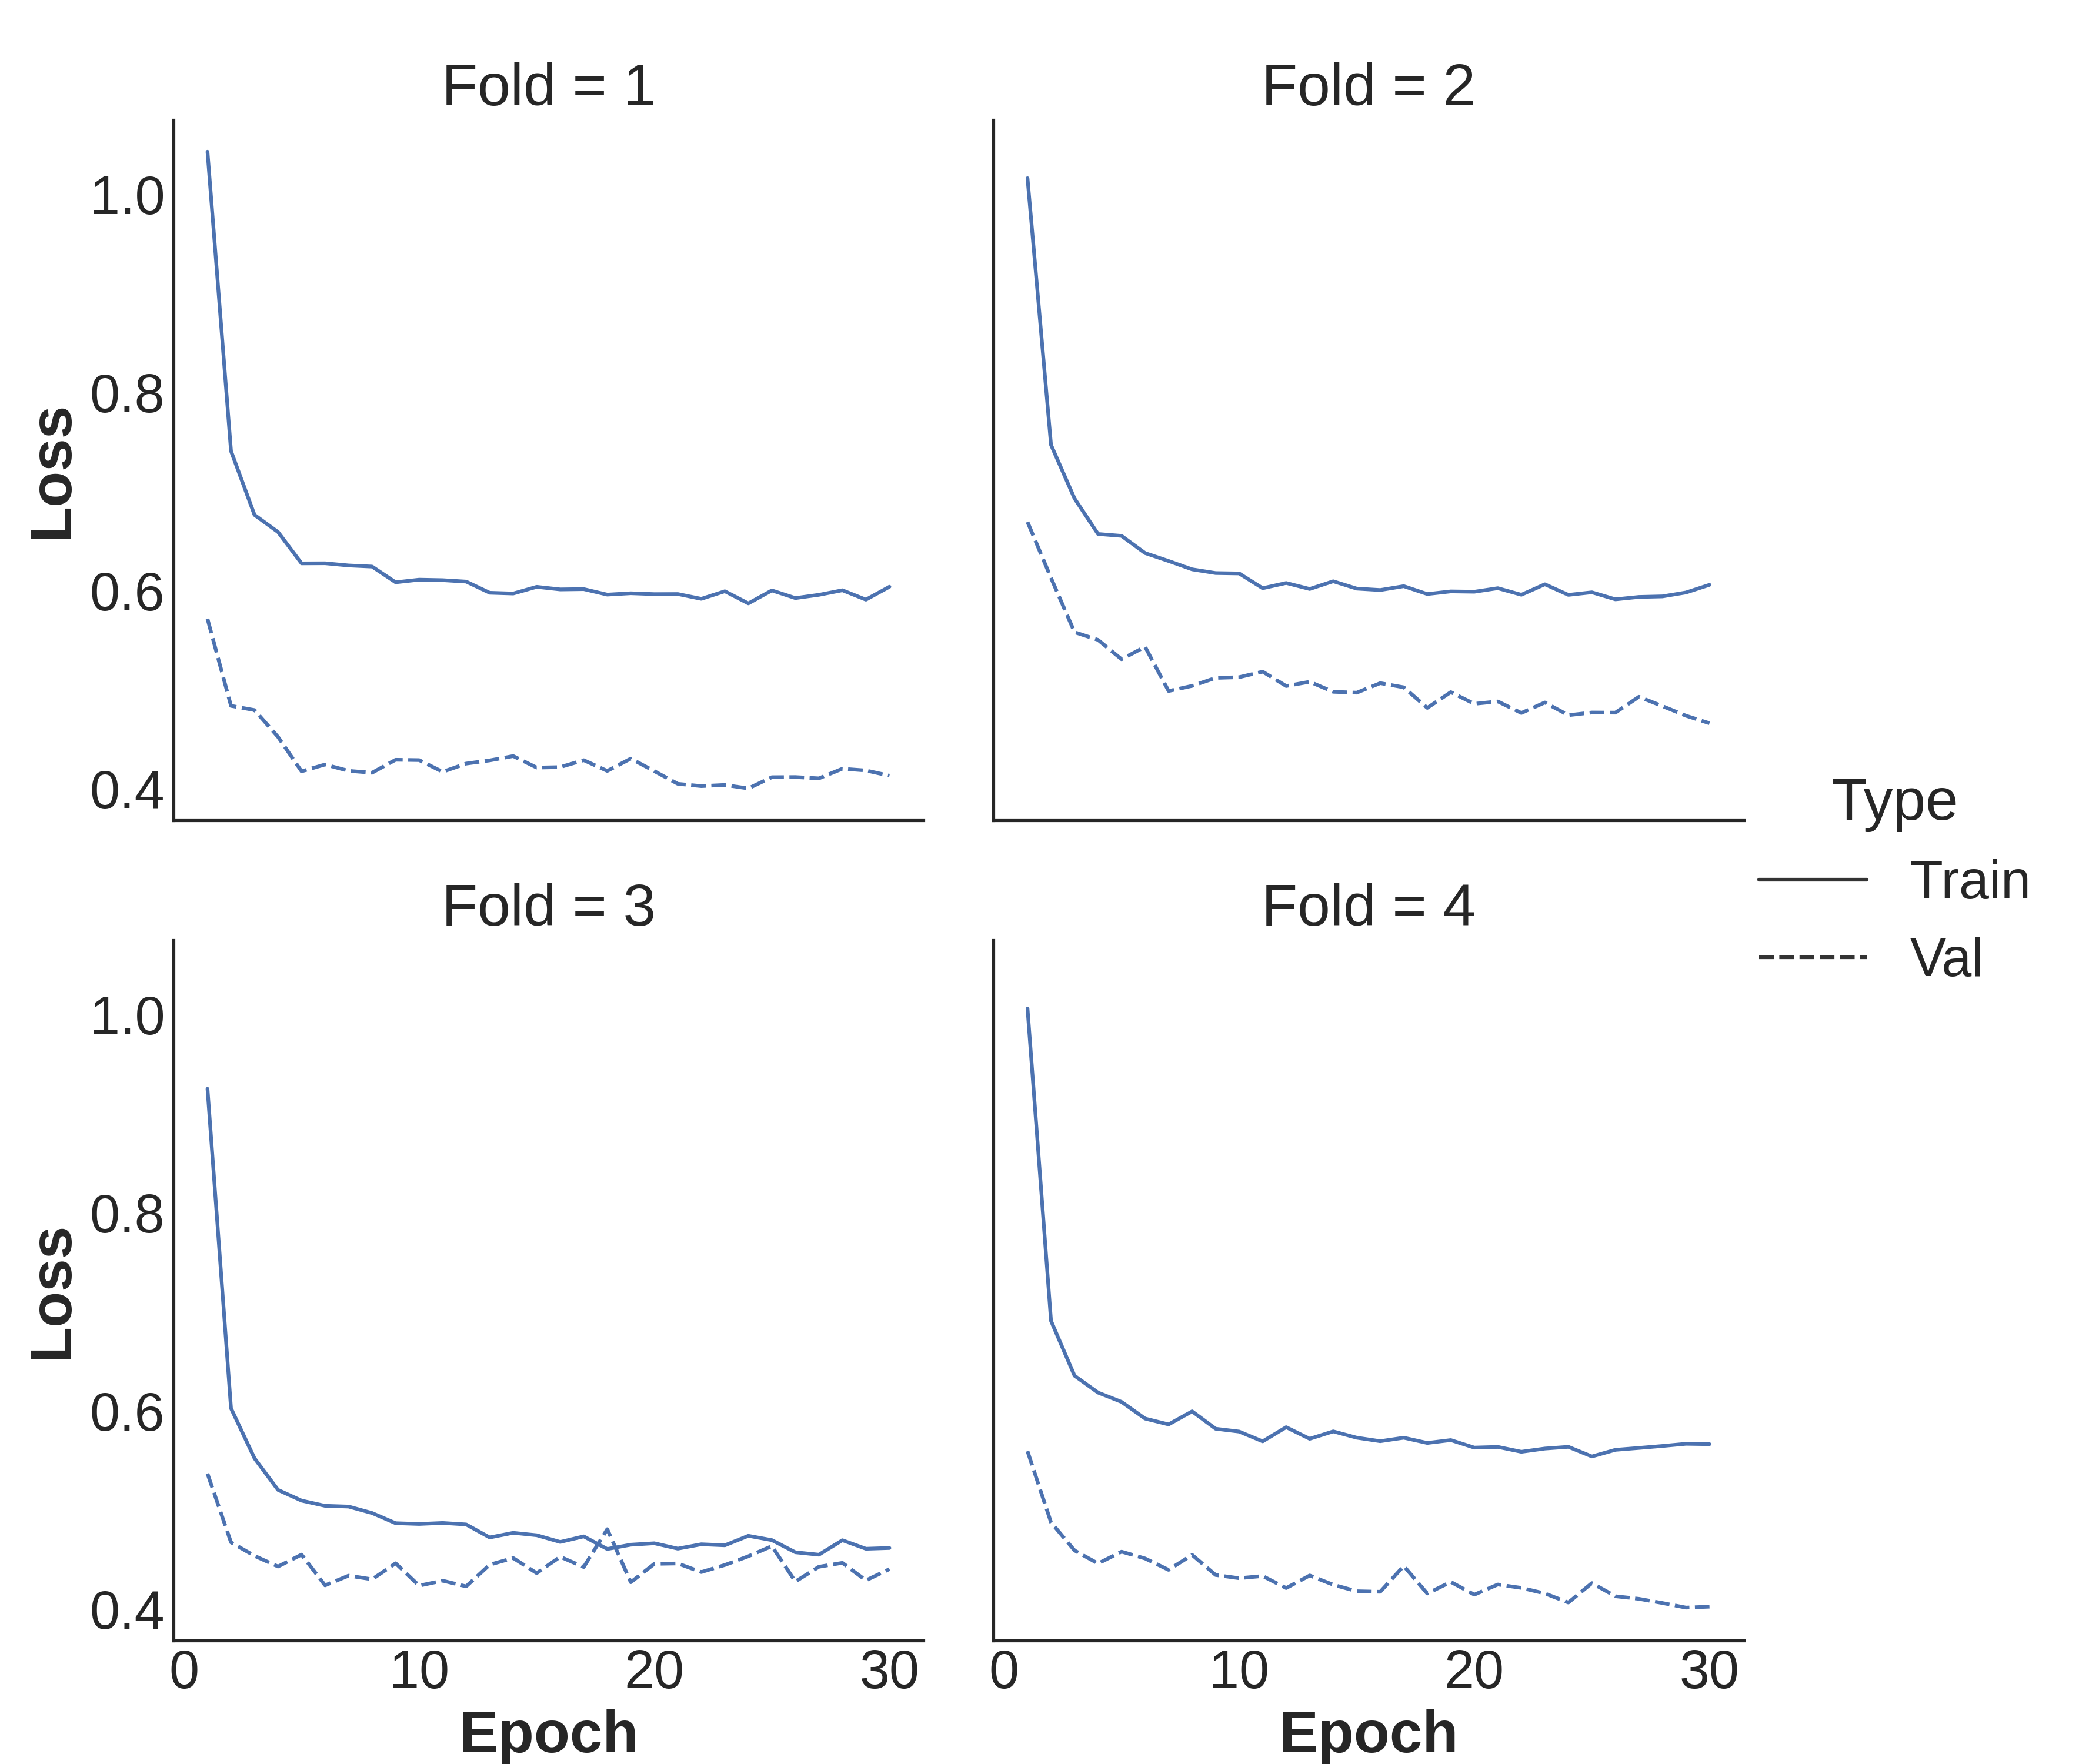 Fold = 1
Fold = 2
1.0
0.8
0.6
0.4
Loss
Type
Train
Val
Fold = 3
Fold = 4
1.0
0.8
0.6
0.4
Loss
0 10 20 30
0 10 20 30
Epoch
Epoch